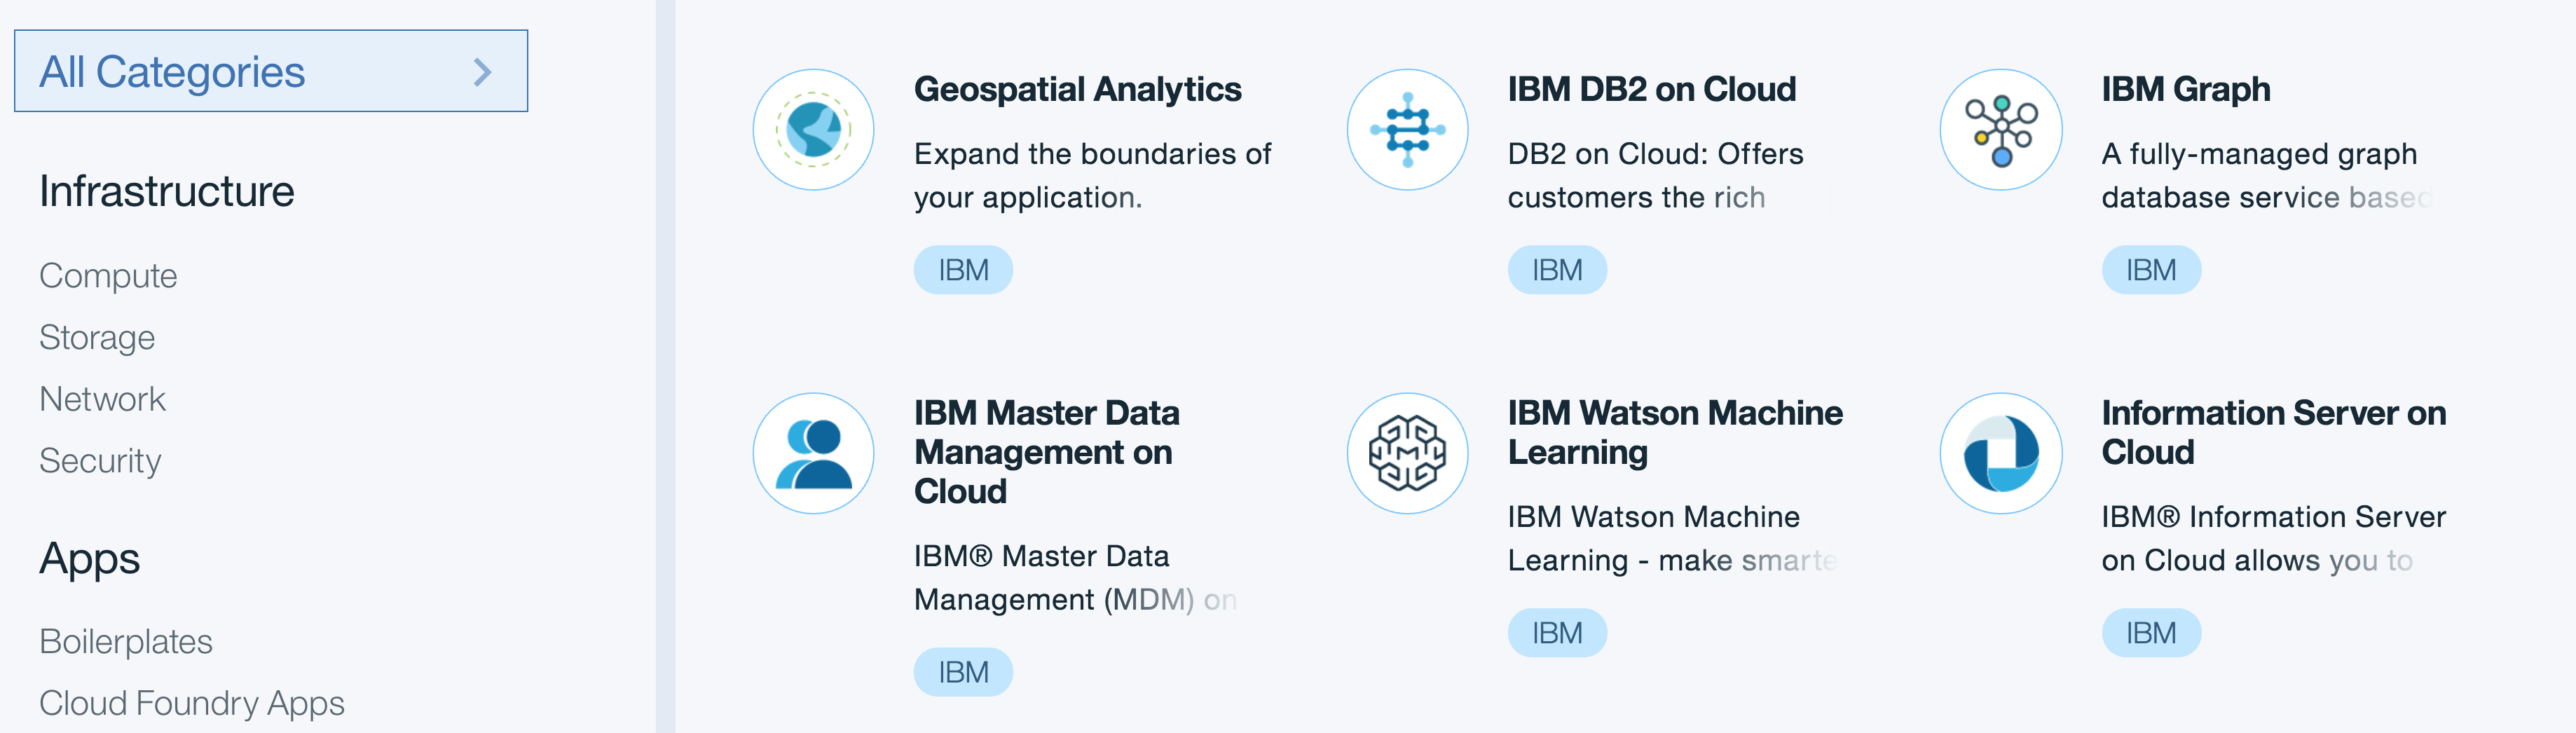 All Categories
Infrastructure
Compute
Storage
Network
Security
Apps
Boilerplates
Cloud Foundry Apps
Geospatial Analytics
Expand the boundaries of
your application.
IBM
IBM DB2 on Cloud
DB2 on Cloud: Offers
customers the rich
IBM
IBM Graph
A fully-managed graph
database service based
IBM
IBM Master Data
Management on
Cloud
IBM® Master Data
Management (MDM) on
IBM
IBM Watson Machine
Learning
IBM Watson Machine
Learning - make smarte
IBM
Information Server on
Cloud
IBM® Information Server
on Cloud allows you to
IBM